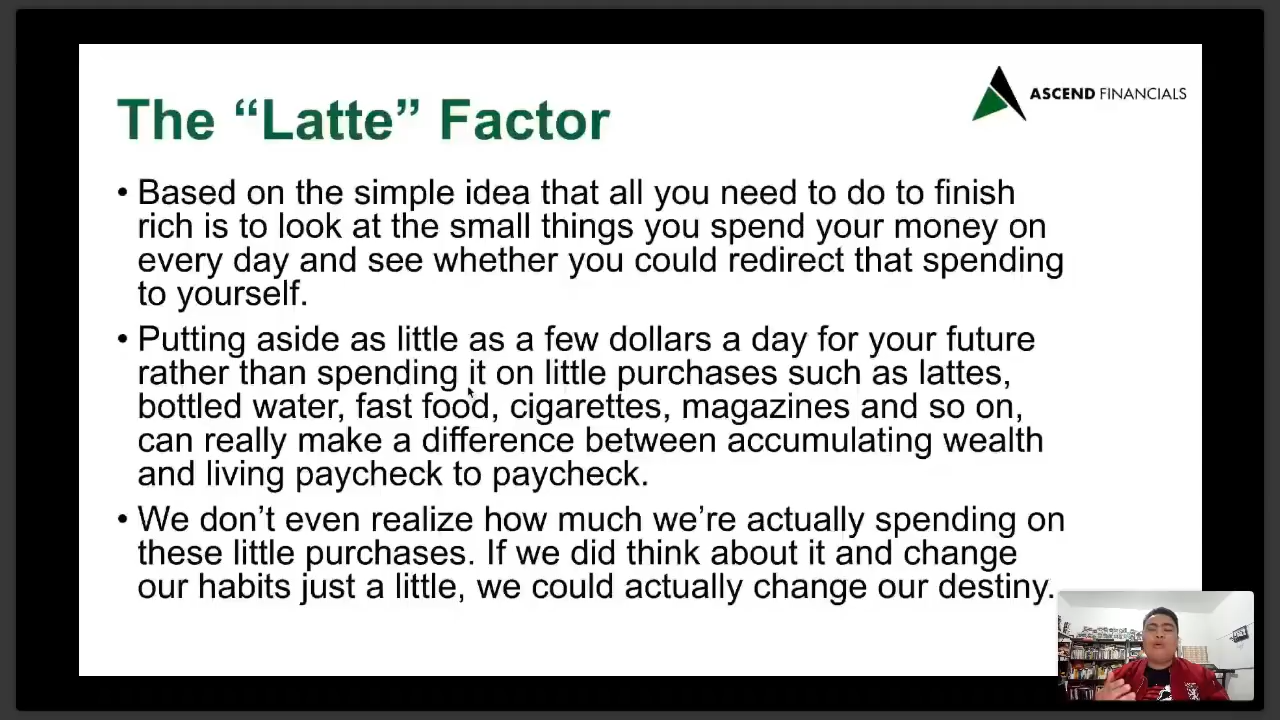 The “Latte” Factor
ASCEND FINANCIALS
• Based on the simple idea that all you need to do to finish
rich is to look at the small things you spend your money on
every day and see whether you could redirect that spending
to yourself.
• Putting aside as little as a few dollars a day for your future
rather than spending it on little purchases such as lattes,
bottled water, fast food, cigarettes, magazines and so on,
can really make a difference between accumulating wealth
and living paycheck to paycheck.
• We don’t even realize how much we’re actually spending on
these little purchases. If we did think about it and change
our habits just a little, we could actually change our destiny.